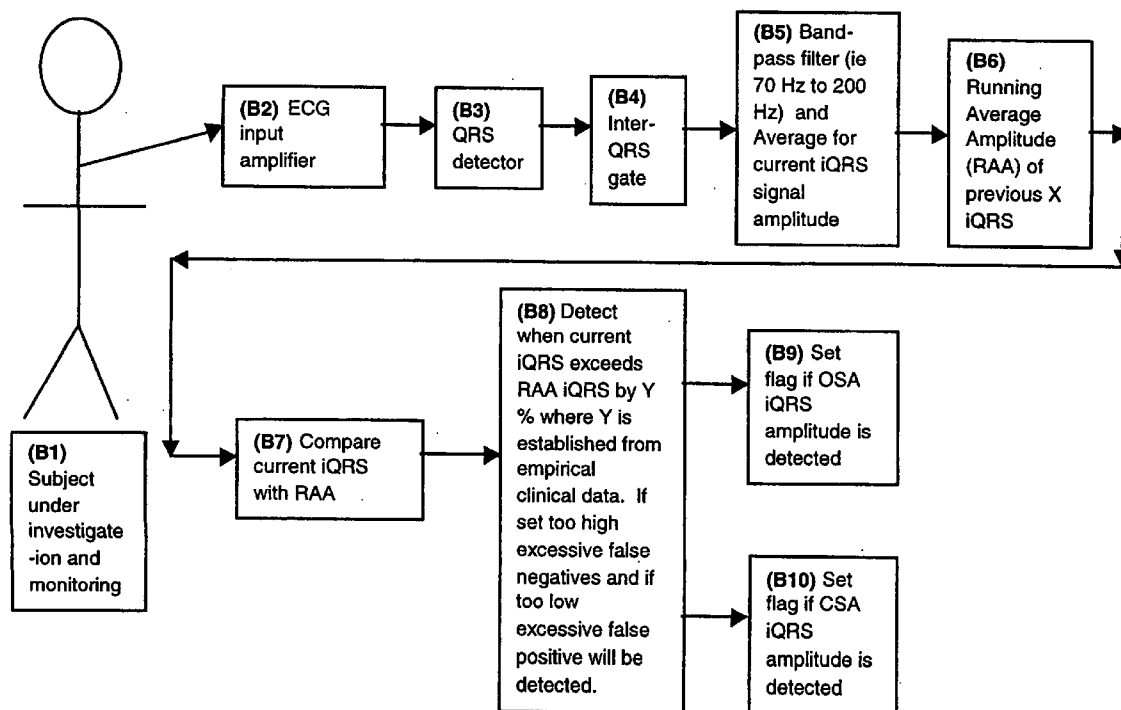 (B2) ECG
input
amplifier
(B3)
QRS
detector
(B4)
Inter-
QRS
gate
(B5) Band-
pass filter (ie
70 Hz to 200
Hz) and
Average for
current iQRS
signal
amplitude
(B6)
Running
Average
Amplitude
(RAA) of
previous X
iQRS
(B1)
Subject
under
investigate
-ion and
monitoring
(B7) Compare
current iQRS
with RAA
(B8) Detect
when current
iQRS exceeds
RAA iQRS by Y
% where Y is
established from
empirical
clinical data. If
set too high
excessive false
negatives and if
too low
excessive false
positive will be
detected.
(B9) Set
flag if OSA
iQRS
amplitude is
detected
(B10) Set
flag if CSA
iQRS
amplitude is
detected